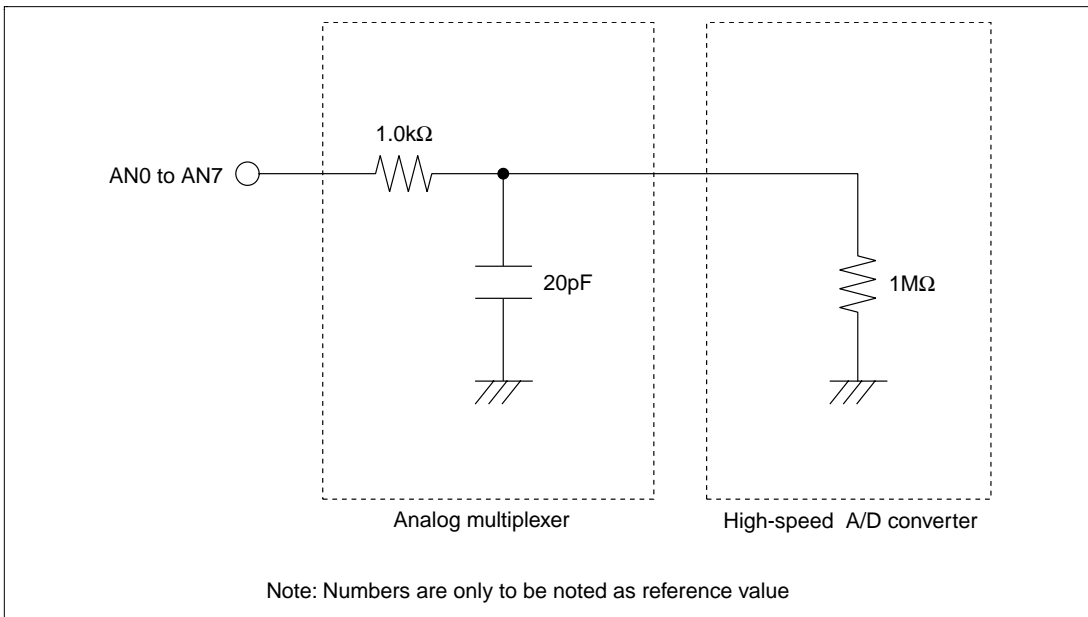 1.0kΩ
AN0 to AN7
20pF
1MΩ
Analog multiplexer
High-speed A/D converter
Note: Numbers are only to be noted as reference value